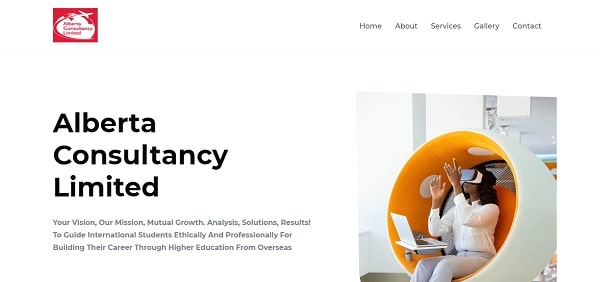 Alberta
Consultancy
Limited
Home About Services Gallery Contact
Alberta
Consultancy
Limited
Your Vision, Our Mission, Mutual Growth. Analysis, Solutions, Results!
To Guide International Students Ethically And Professionally For
Building Their Career Through Higher Education From Overseas